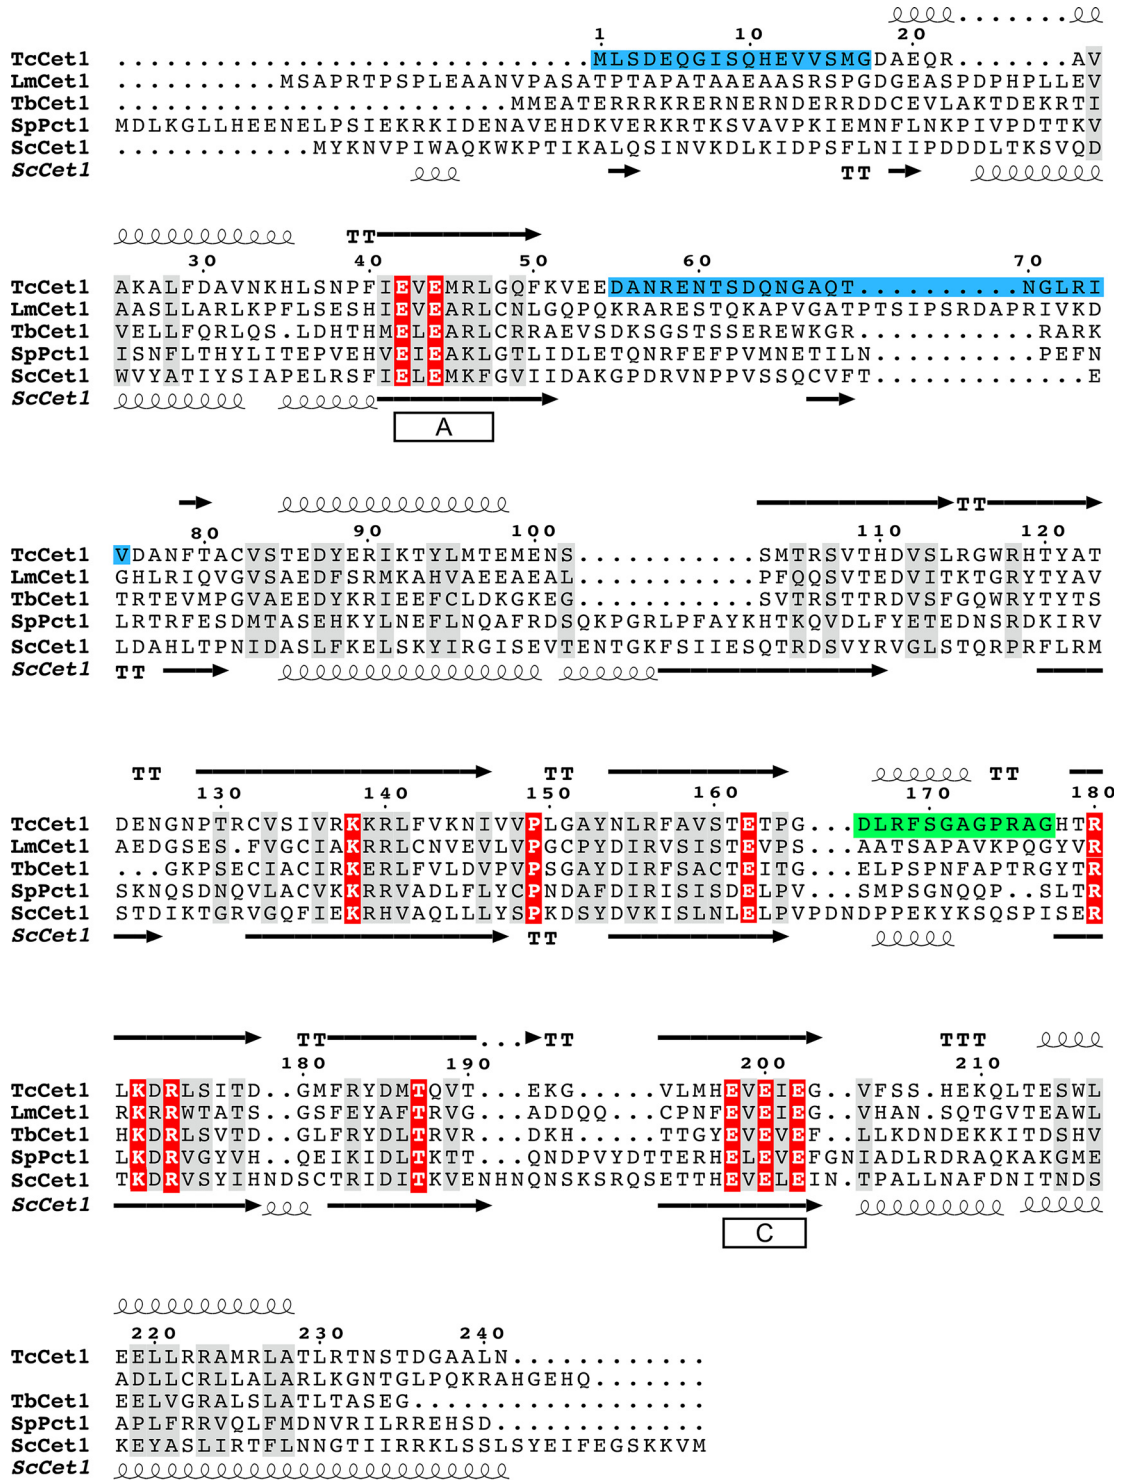 1 10 20
TcCet1 .............................MLSDEQGISQHEVVSMGDAEQR.......AV
LmCet1 ..........MSAPRTPSPLEAANVPASATPTAPATAAEAASRSPGDGEASPDPHPLLEV
TbCet1 ........................MMEATERRRKRERNERNDERRDDCEVLAKTDEKRTI
SpPct1 MDLKGLLHEENELPSIEKRKIDENAVEHDKVERKRTKSVAVPKIEMNFLNKPIVPDTTKV
ScCet1 ............MYKNVPIWAQKWKPTIKALQSINVKDLKIDPSFLNIIPDDDLTKSVQD
ScCet1 TT
TT
30 40 50 60 70
TcCet1 AKALFDAVNKHLSNPFIEVEMRLGQFKVEEDANRENTSDQNGAQT..........NGLRI
LmCet1 AASLLARLKPFLSESHIEVEARLCNLGQPQKRARESTQKAPVGATPTSIPSRDAPRIVKD
TbCet1 VELLFQRLQS.LDHTHMELEARLCRRAEVSDKSGSTSSEREWKGR...........RARK
SpPct1 ISNFLTHYLITEPVEHVEIEAKLGTLIDLETQNRFEFPVMNETILN..........PEFN
ScCet1 WVYATIYSIAPELRSFIELEMKFGVIIDAKGPDRVNPPVSSQCVFT.............E
ScCet1
A
TT
80 90 100 110 120
TcCet1 VDANFTACVSTEDYERIKTYLMTEMENS...........SMTRSVTHDVSLRGWRHTYAT
LmCet1 GHLRIQVGVSAEDFSRMKAHVAEEAEAL...........PFQQSVTEDVITKTGRYTYAV
TbCet1 TRTEVMPGVAEEDYKRIEEFCLDKGKEG...........SVTRSTTRDVSFGQWRYTYTS
SpPct1 LRTRFESDMTASEHKYLNEFLNQAFRDSQKPGRLPFAYKHTKQVDLFYETEDNSRDKIRV
ScCet1 LDAHLTPNIDASLFKELSKYIRGISEVTENTGKFSIIESQTRDSVYRVGLSTQRPRFLRM
ScCet1 TT
TT TT TT
130 140 150 160 170 180
TcCet1 DENGNPTRCVSIVRKKRLFVKNIVVPLGAYNLRFAVSTETPG...DLRFSGAGPRAGHTR
LmCet1 AEDGSES.FVGCIAKRRLCNVEVLVPGCPYDIRVSISTEVPS...AATSAPAVKPQGYVR
TbCet1 ...GKPSECIACIRKERLFVLDVPVPSGAYDIRFSACTEITG...ELPSPNFAPTRGYTR
SpPct1 SKNQSDNQVLACVKKRRVADLFLYCPNDAFDIRISISDELPV...SMPSGNQQP..SLTR
ScCet1 STDIKTGRVGQFIEKRHVAQLLLYSPKDSYDVKISLNLELPVPDNDPPEKYKSQSPISER
ScCet1 TT
TT ... TT TTT
180 190 200 210
TcCet1 LKDRLSITD..GMFRYDMTQVT...EKG.....VLMHEVEIEG..VFSS.HEKQLTESWL
LmCet1 RKRRWTATS..GSFEYAFTRVG...ADDQQ...CPNFEVEIEG..VHAN.SQTGVTEAWL
TbCet1 HKDRLSVTD..GLFRYDLTRVR...DKH.....TTGYEVEVEF..LLKDNDEKKITDSHV
SpPct1 LKDRVGYVH..QEIKIDLTKTT...QNDPVYDTTERHELEVEFGNIADLRDRAQKAKGME
ScCet1 TKDRVSYIHNDSCTRIDITKVENHNQNSKSRQSETTHEVELEIN.TPALLNAFDNITNDS
ScCet1
C
220 230 240
TcCet1 EELLRRAMRLATLRTNSTDGAALN............
ADLLCRLLALARLKGNTGLPQKRAHGEHQ.......
TbCet1 EELVGRALSLATLTASEG..................
SpPct1 APLFRRVQLFMDNVRILRREHSD.............
ScCet1 KEYASLIRTFLNNGTIIRRKLSSLSYEIFEGSKKVM
ScCet1